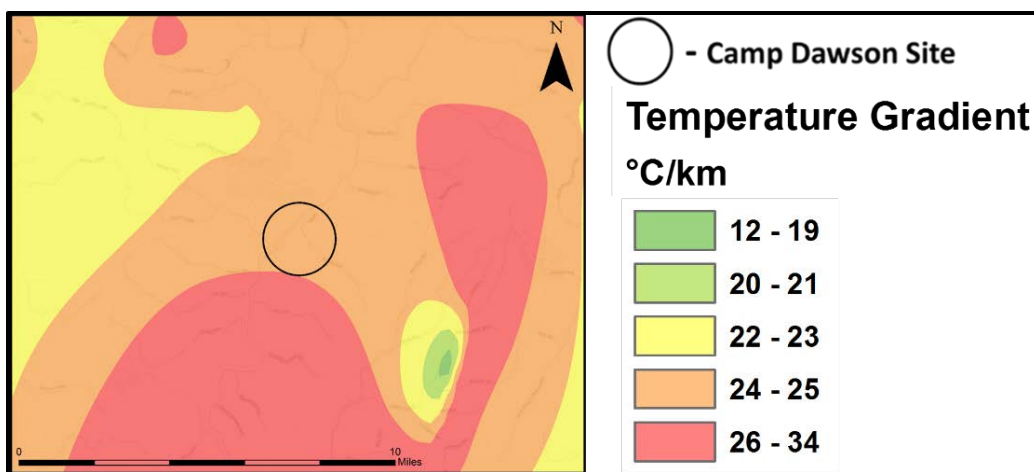 N
0
10
Miles
- Camp Dawson Site
Temperature Gradient
°C/km
12 - 19
20 - 21
22 - 23
24 - 25
26 - 34